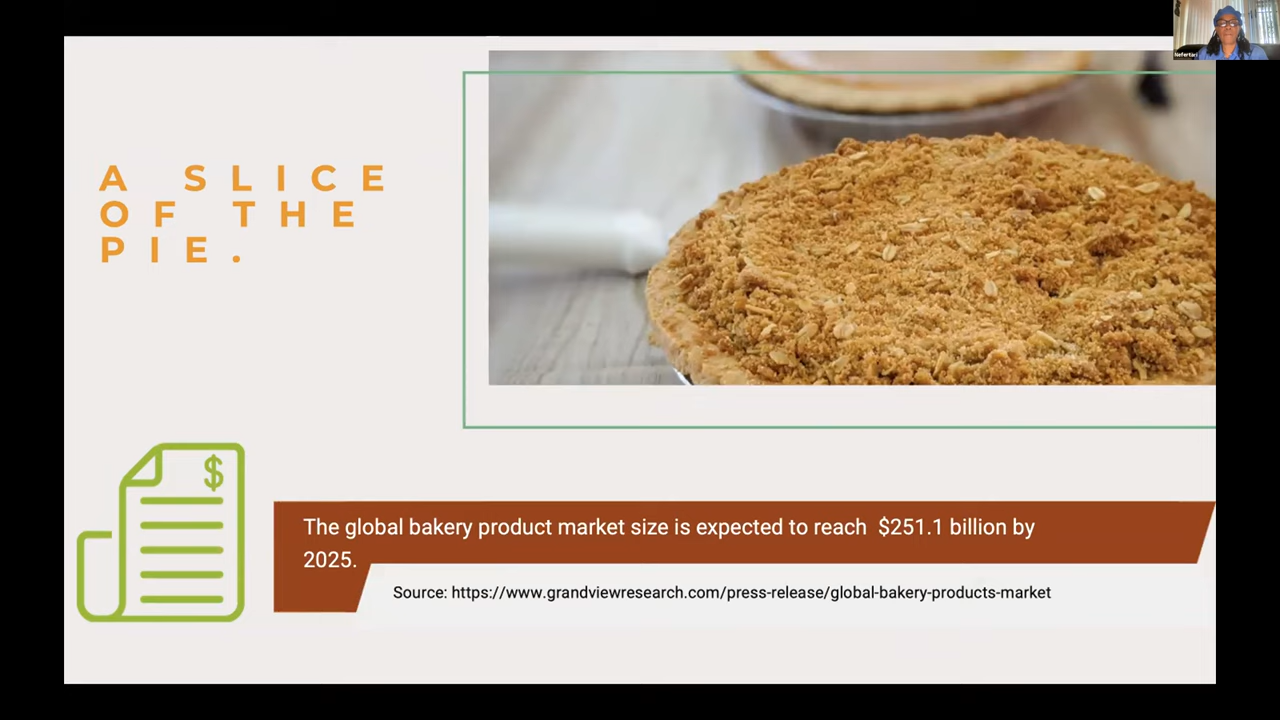 Nefertari
A SLICE
OF THE
PIE.
$
The global bakery product market size is expected to reach $251.1 billion by
2025.
Source: https://www.grandviewresearch.com/press-release/global-bakery-products-market